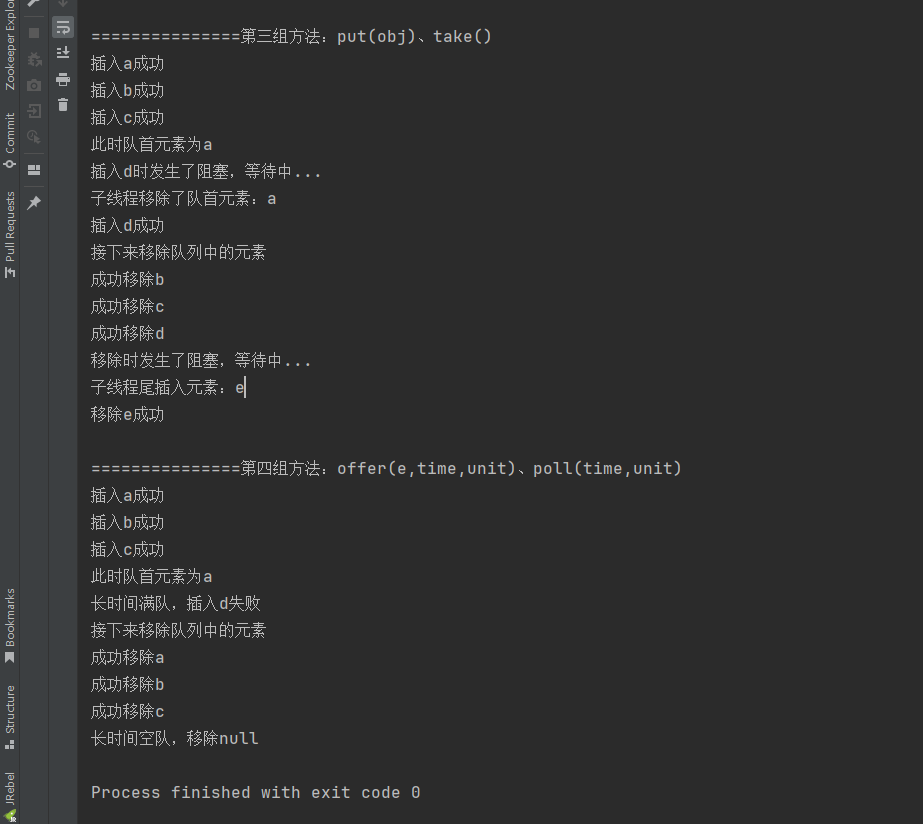 Zookeeper Explor
Commit
Pull Requests
Bookmarks
Structure
JRebel
===============第三组方法：put(obj)、take()
插入a成功
插入b成功
插入c成功
此时队首元素为a
插入d时发生了阻塞，等待中...
子线程移除了队首元素：a
插入d成功
接下来移除队列中的元素
成功移除b
成功移除c
成功移除d
移除时发生了阻塞，等待中...
子线程尾插入元素：e
移除e成功
===============第四组方法：offer(e,time,unit)、poll(time,unit)
插入a成功
插入b成功
插入c成功
此时队首元素为a
长时间满队，插入d失败
接下来移除队列中的元素
成功移除a
成功移除b
成功移除c
长时间空队，移除null
Process finished with exit code 0